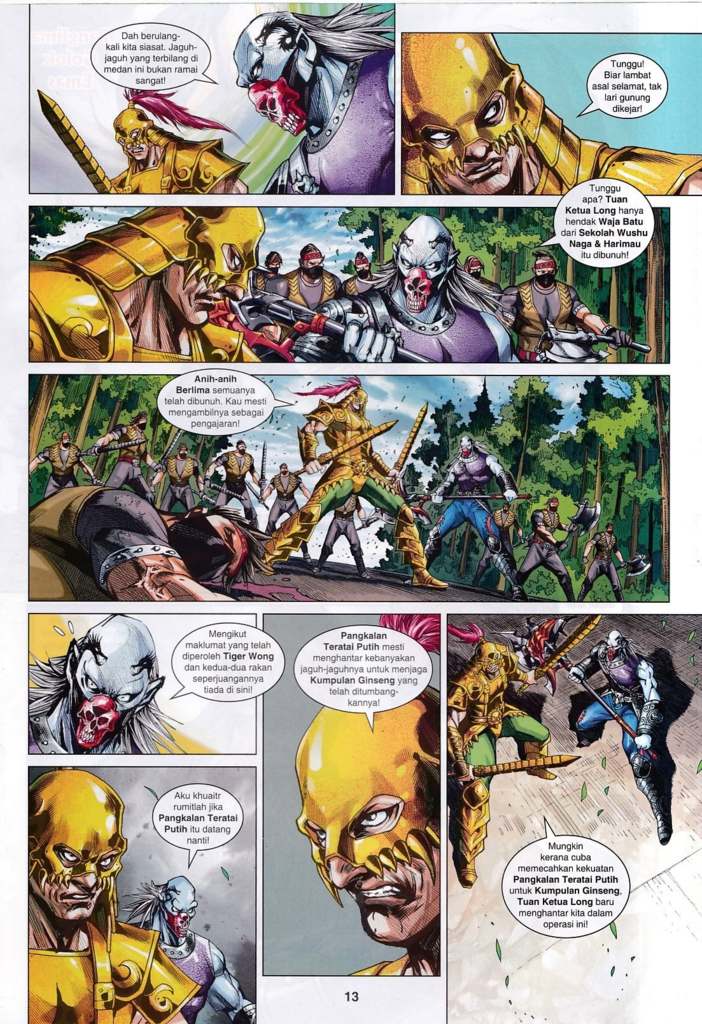 Dah berulang-
kali kita siasat. Jaguh-
jaguh yang terbilang di
medan ini bukan ramai
sangat!
Tunggu!
Biar lambat
asal selamat, tak
lari gunung
dikejar!
Tunggu
apa? Tuan
Ketua Long hanya
hendak Waja Batu
dari Sekolah Wushu
Naga & Harimau
itu dibunuh!
Anih-anih
Berlima semuanya
telah dibunuh. Kau mesti
mengambilnya sebagai
pengajaran!
Mengikut
maklumat yang telah
diperoleh Tiger Wong
dan kedua-dua rakan
seperjuangannya
tiada di sini!
Pangkalan
Teratai Putih mesti
menghantar kebanyakan
jaguh-jaguhnya untuk menjaga
Kumpulan Ginseng yang
telah ditumbang-
kannya!
Aku khuaitr
rumitlah jika
Pangkalan Teratai
Putih itu datang
nanti!
Mungkin
kerana cuba
memecahkan kekuatan
Pangkalan Teratai Putih
untuk Kumpulan Ginseng,
Tuan Ketua Long baru
menghantar kita dalam
operasi ini!
13